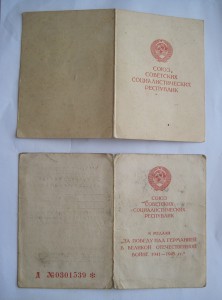 СОЮЗ
СОВЕТСКИХ
СОЦИАЛИСТИЧЕСКИХ
РЕСПУБЛИК
СОЮЗ
СОВЕТСКИХ
СОЦИАЛИСТИЧЕСКИХ
РЕСПУБЛИК
К МЕДАЛИ
„ЗА ПОБЕДУ НАД ГЕРМАНИЕЙ
В ВЕЛИКОЙ ОТЕЧЕСТВЕННОЙ
ВОЙНЕ 1941—1945 гг."
Д №0301539 *